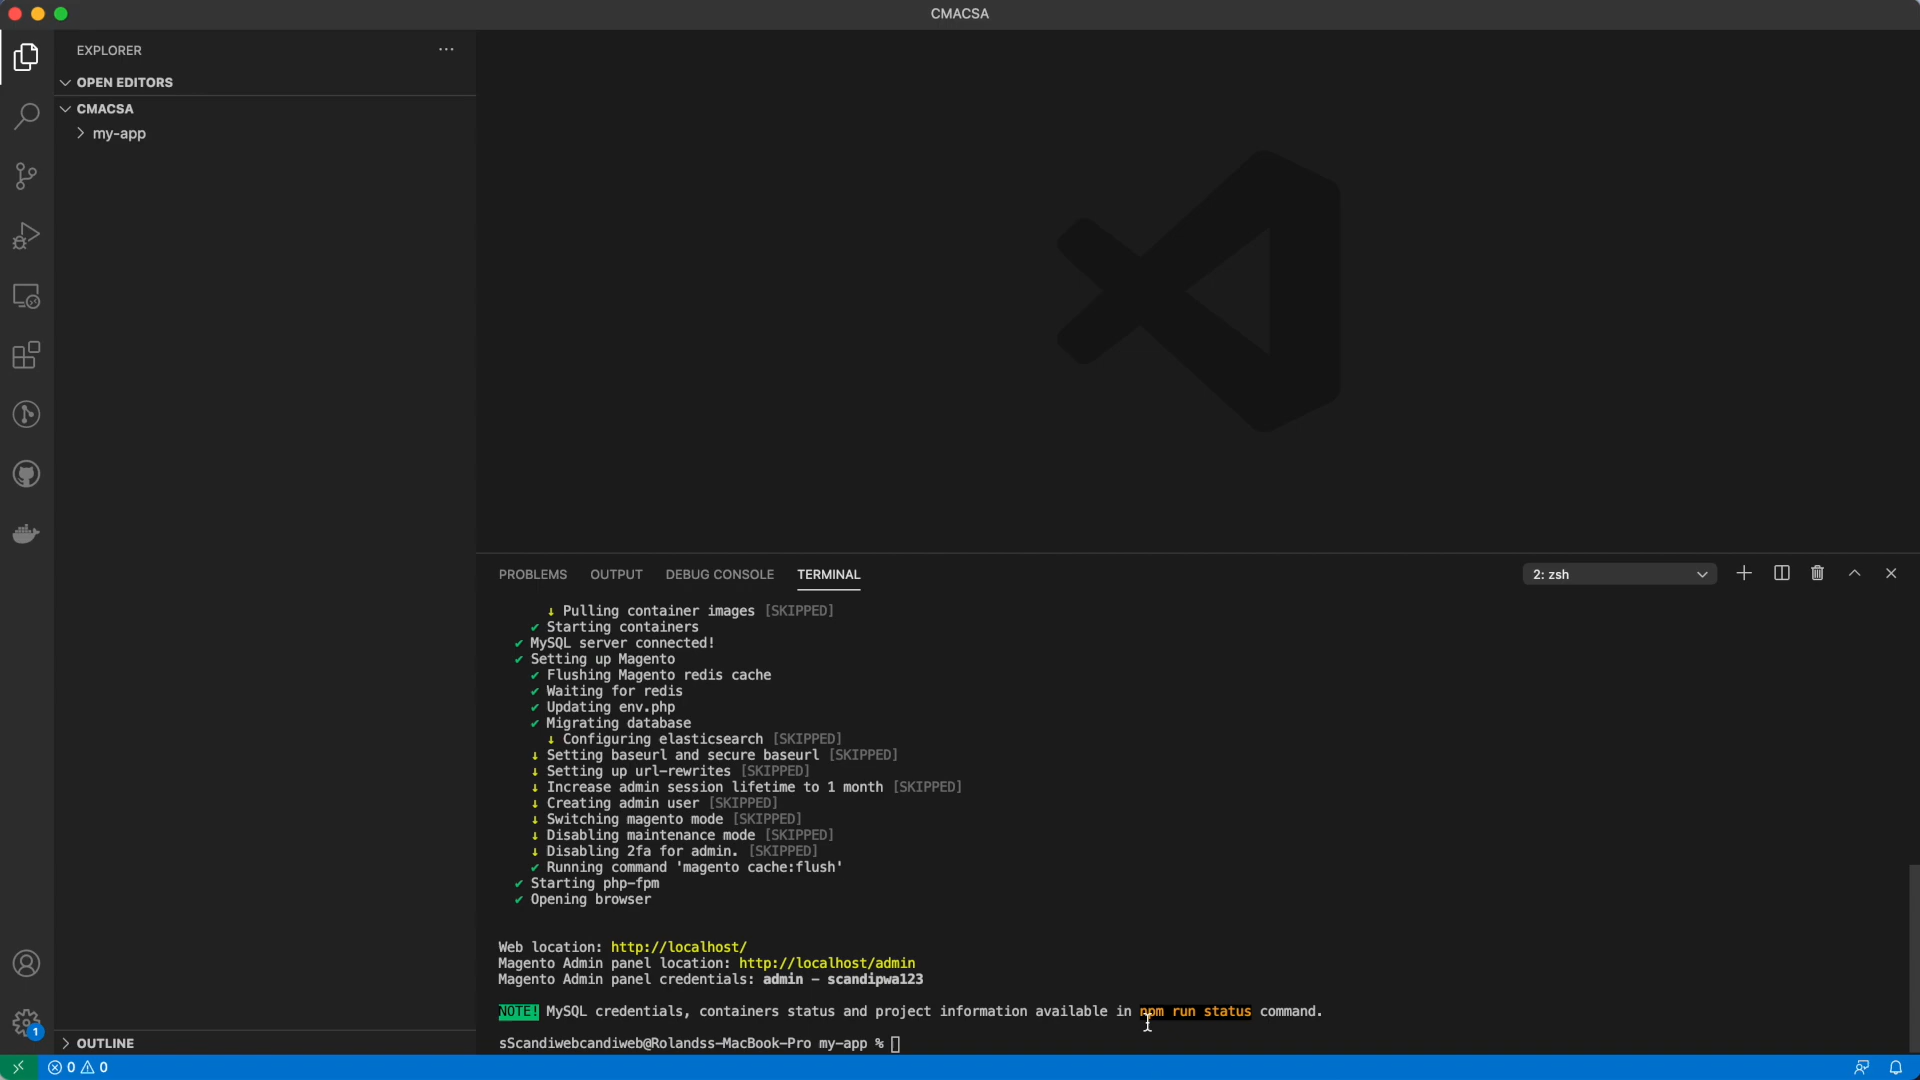 CMACSA
EXPLORER
OPEN EDITORS
CMACSA
my-app
PROBLEMS OUTPUT DEBUG CONSOLE TERMINAL
2: zsh
↓ Pulling container images [SKIPPED]
✔ Starting containers
✔ MySQL server connected!
✔ Setting up Magento
✔ Flushing Magento redis cache
✔ Waiting for redis
✔ Updating env.php
✔ Migrating database
↓ Configuring elasticsearch [SKIPPED]
↓ Setting baseurl and secure baseurl [SKIPPED]
↓ Setting up url-rewrites [SKIPPED]
↓ Increase admin session lifetime to 1 month [SKIPPED]
↓ Creating admin user [SKIPPED]
↓ Switching magento mode [SKIPPED]
↓ Disabling maintenance mode [SKIPPED]
↓ Disabling 2fa for admin. [SKIPPED]
✔ Running command 'magento cache:flush'
✔ Starting php-fpm
✔ Opening browser
Web location: http://localhost/
Magento Admin panel location: http://localhost/admin
Magento Admin panel credentials: admin - scandipwa123
NOTE! MySQL credentials, containers status and project information available in npm run status command.
sScandiwebcandiweb@Rolandss-MacBook-Pro my-app %
1
OUTLINE
0 0